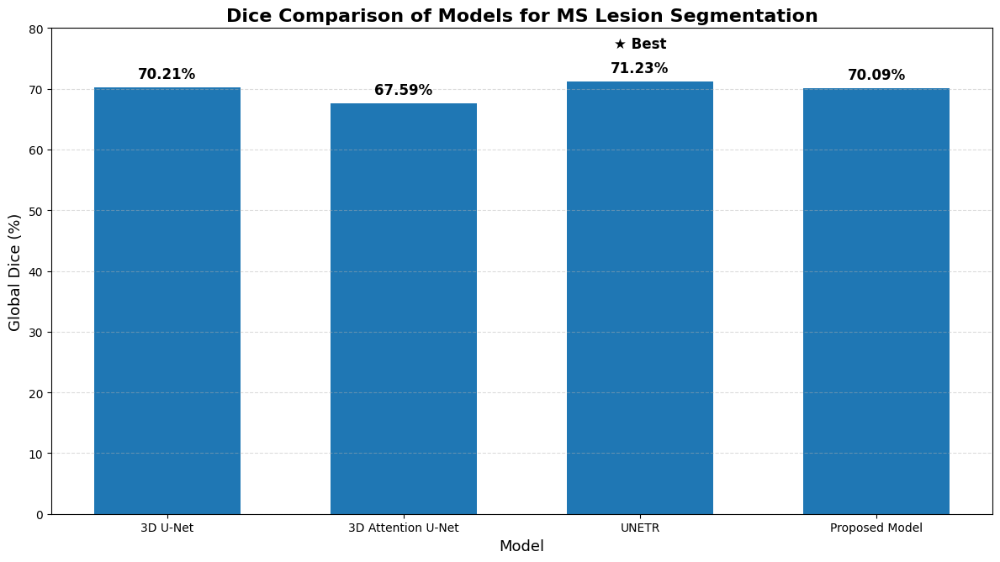 Dice Comparison of Models for MS Lesion Segmentation
Global Dice (%)
80
70
60
50
40
30
20
10
0
70.21%
67.59%
★ Best
71.23%
70.09%
3D U-Net
3D Attention U-Net
UNETR
Proposed Model
Model